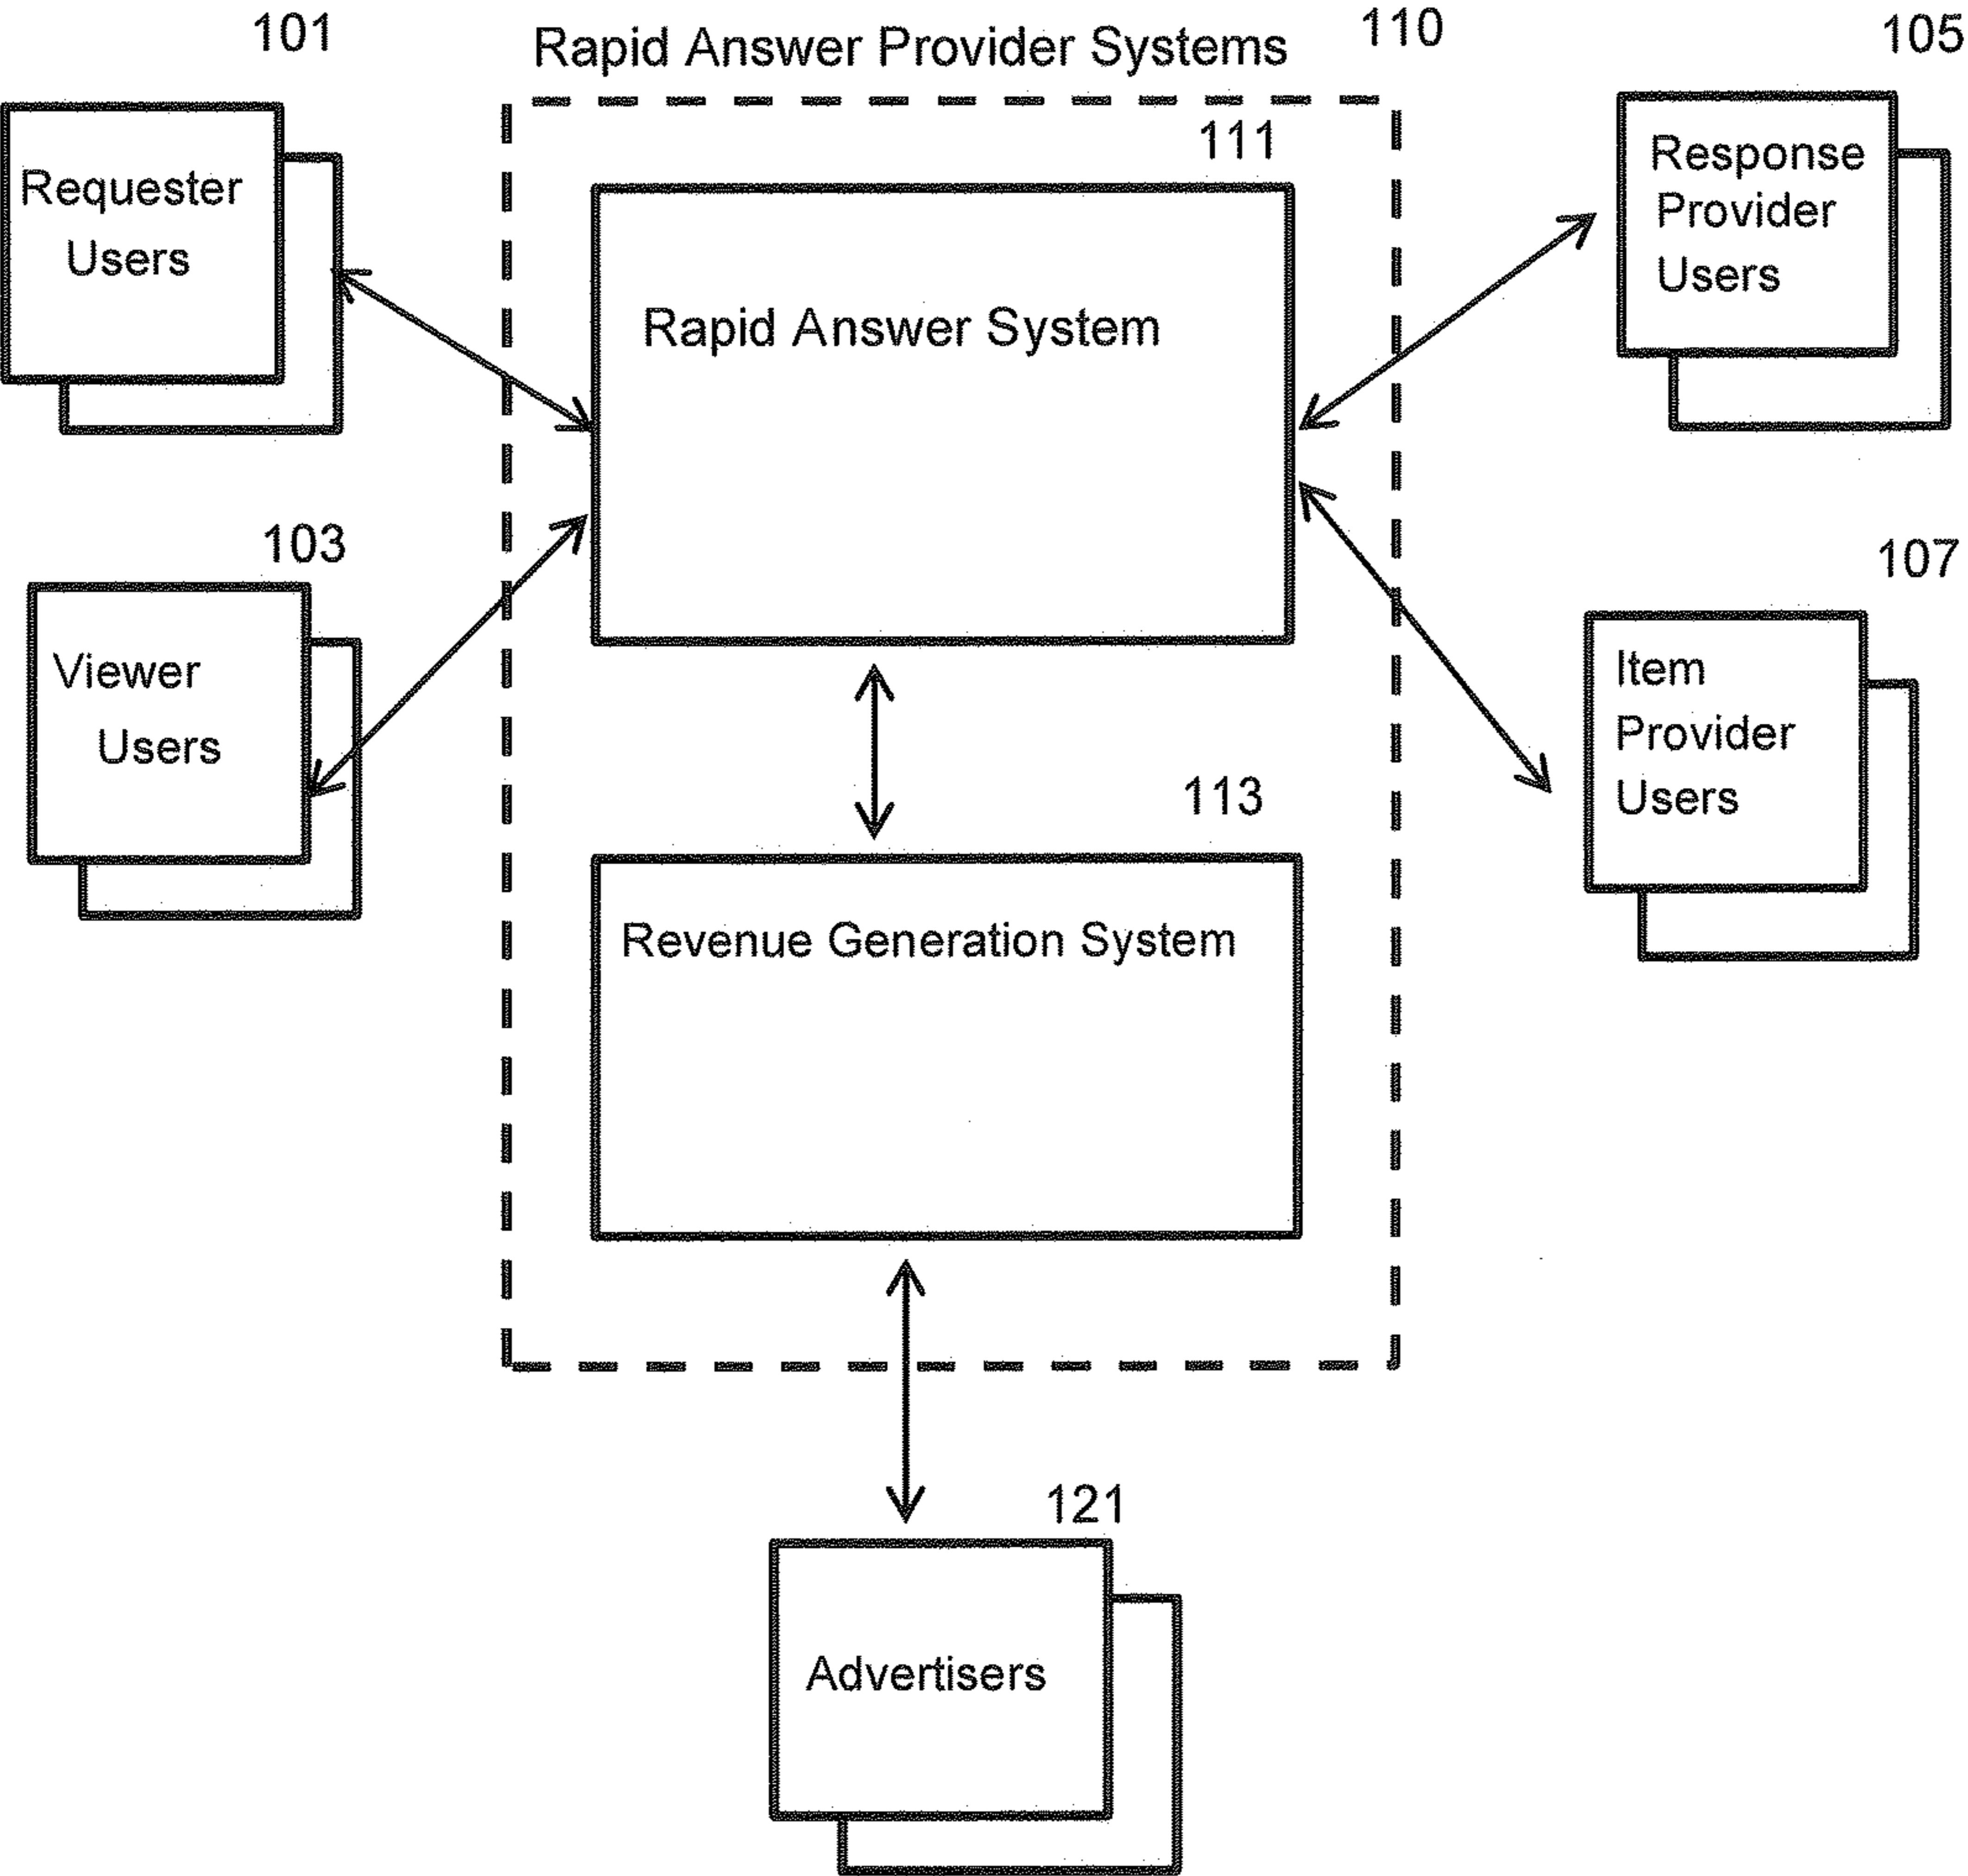 101
Rapid Answer Provider Systems
110
105
Requester
Users
111
Rapid Answer System
Response
Provider
Users
103
Viewer
Users
107
Item
Provider
Users
113
Revenue Generation System
121
Advertisers